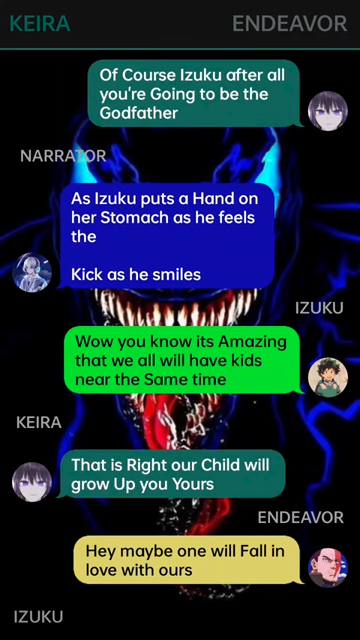 KEIRA ENDEAVOR
Of Course Izuku after all
you're Going to be the
Godfather
NARRATOR
As Izuku puts a Hand on
her Stomach as he feels
the
Kick as he smiles
IZUKU
Wow you know its Amazing
that we all will have kids
near the Same time
KEIRA
That is Right our Child will
grow Up you Yours
ENDEAVOR
Hey maybe one will Fall in
love with ours
IZUKU